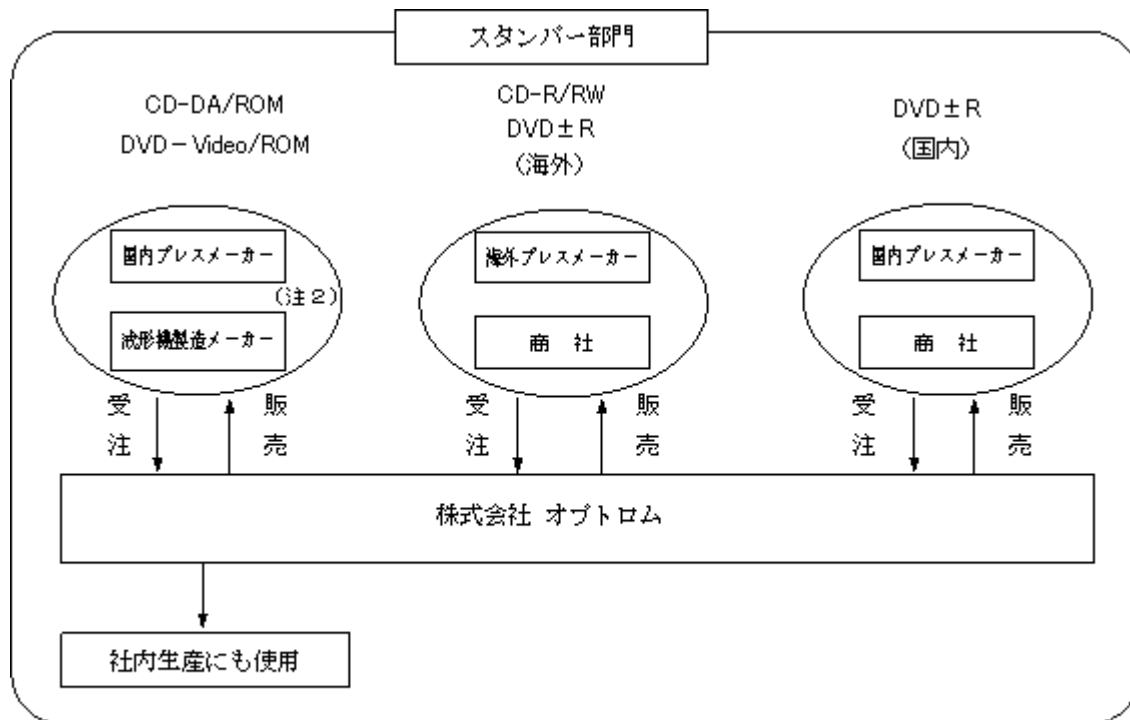 スタンパー部門
CD-DA/ROM
DVD－Video/ROM
CD-R/RW
DVD±R
(海外)
DVD±R
(国内)
国内プレスメーカー
(注２)
成形機製造メーカー
海外プレスメーカー
商　社
国内プレスメーカー
商　社
受注
販売
受注
販売
受注
販売
株式会社 オプトロム
社内生産にも使用